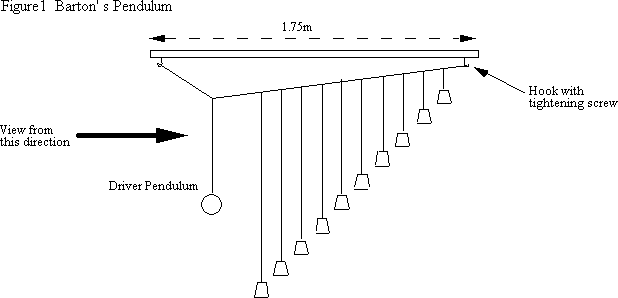 Figure1 Barton' s Pendulum
1.75m
Hook with
tightening screw
View from
this direction
Driver Pendulum